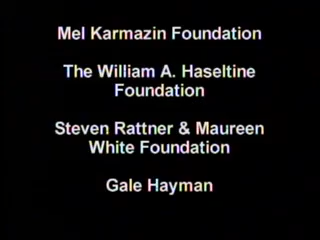 Mel Karmazin Foundation
The William A. Haseltine
Foundation
Steven Rattner & Maureen
White Foundation
Gale Hayman